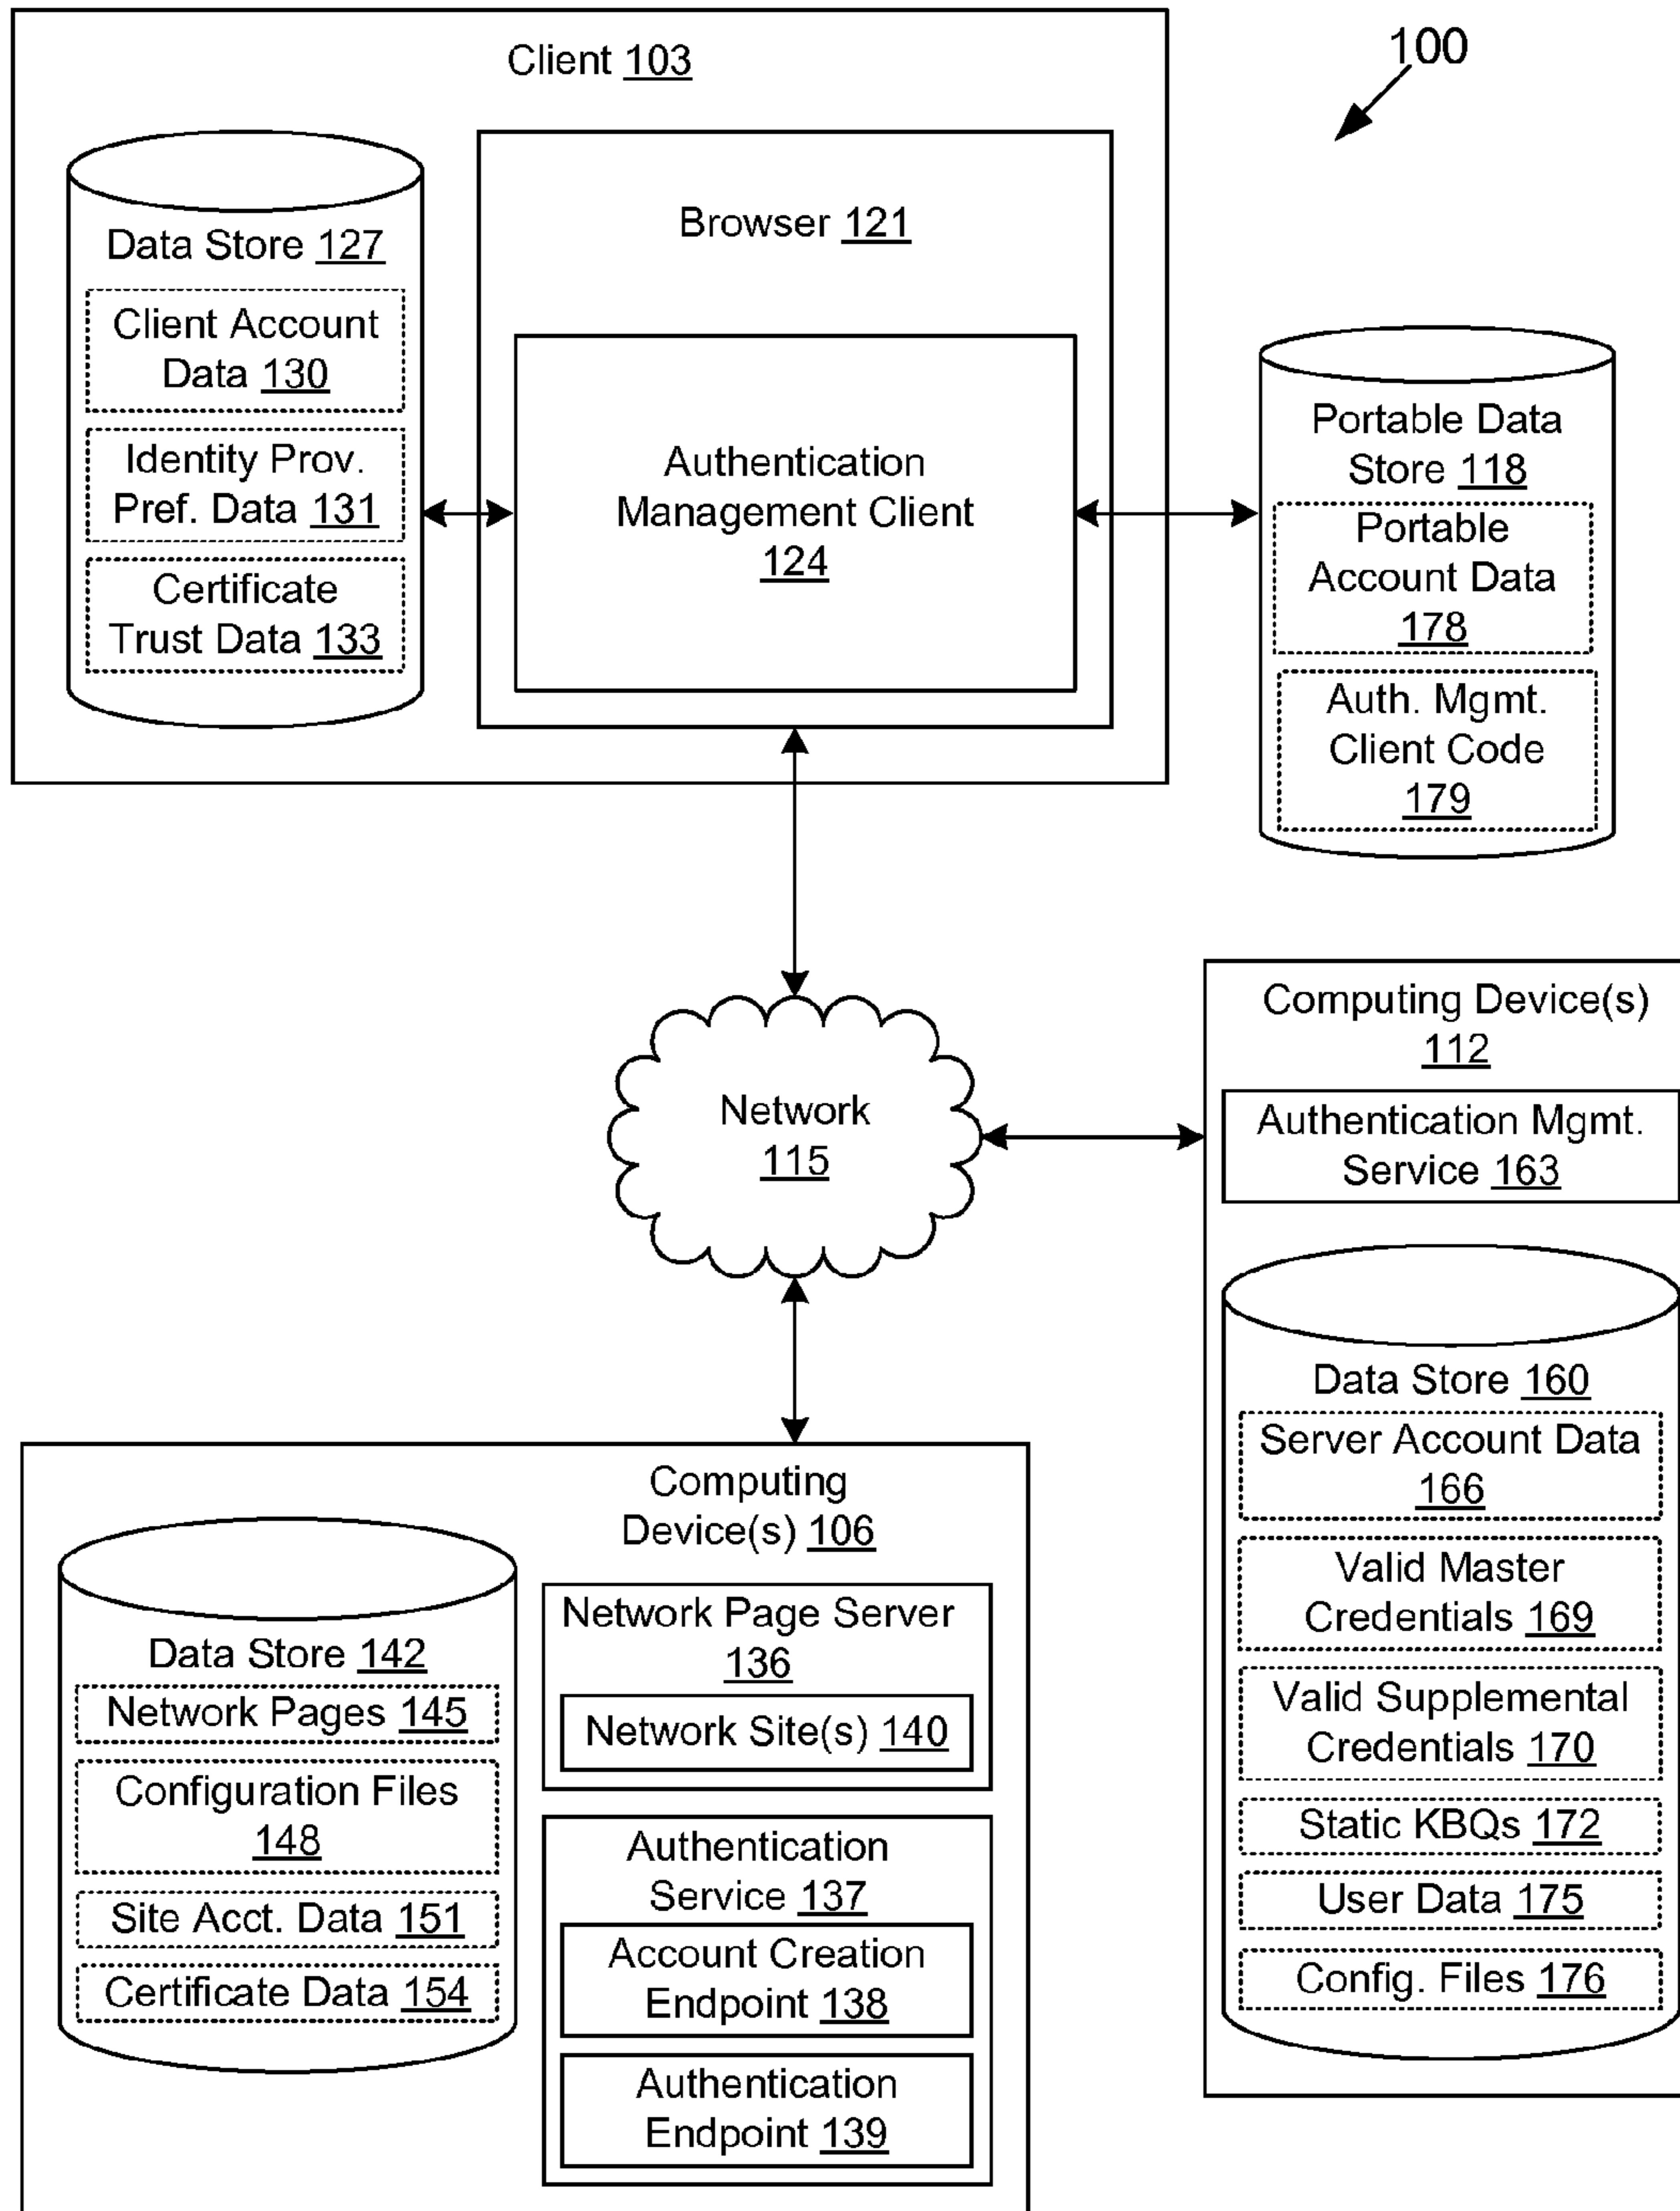 Client 103
100
Data Store 127
Client Account
Data 130
Identity Prov.
Pref. Data 131
Certificate
Trust Data 133
Browser 121
Authentication
Management Client
124
Portable Data
Store 118
Portable
Account Data
178
Auth. Mgmt.
Client Code
179
Network
115
Computing Device(s)
112
Authentication Mgmt.
Service 163
Data Store 160
Server Account Data
166
Valid Master
Credentials 169
Valid Supplemental
Credentials 170
Static KBQs 172
User Data 175
Config. Files 176
Computing
Device(s) 106
Data Store 142
Network Pages 145
Configuration Files
148
Site Acct. Data 151
Certificate Data 154
Network Page Server
136
Network Site(s) 140
Authentication
Service 137
Account Creation
Endpoint 138
Authentication
Endpoint 139